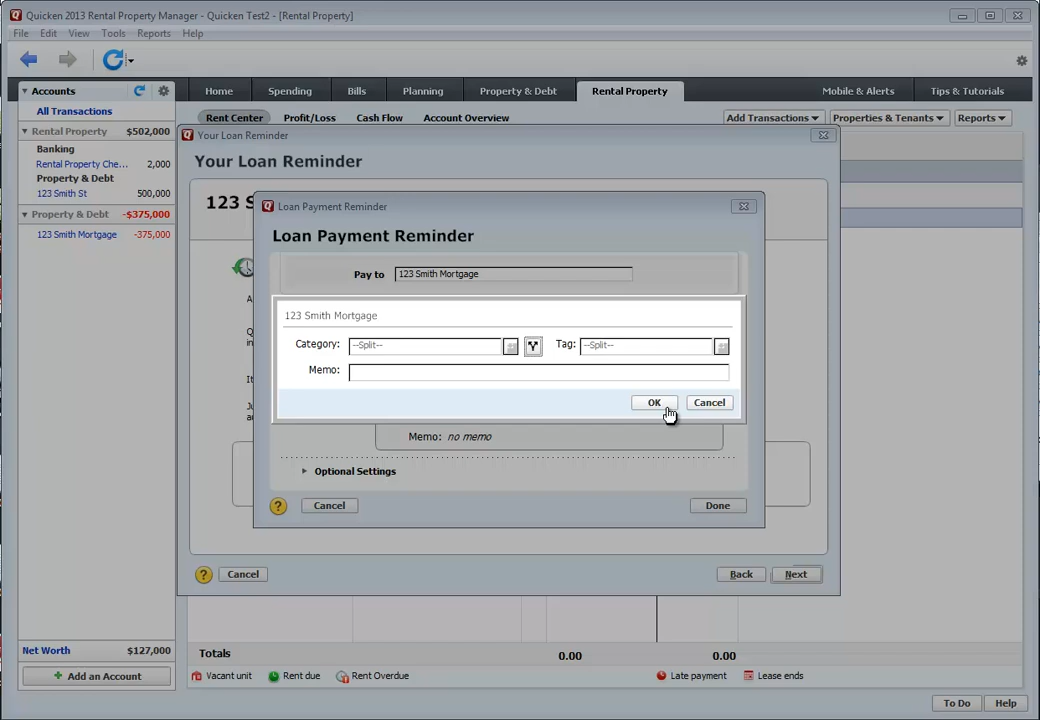 Quicken 2013 Rental Property Manager - Quicken Test2 - [Rental Property]
File Edit View Tools Reports Help
Accounts
Home Spending Bills Planning Property & Debt Rental Property Mobile & Alerts Tips & Tutorials
All Transactions
Rent Center Profit/Loss Cash Flow Account Overview Add Transactions Properties & Tenants Reports
Rental Property $502,000
Banking
Rental Property Che... 2,000
Property & Debt
123 Smith St 500,000
Property & Debt -$375,000
123 Smith Mortgage -375,000
Your Loan Reminder
Your Loan Reminder
123 S
Loan Payment Reminder
Loan Payment Reminder
Pay to 123 Smith Mortgage
123 Smith Mortgage
Category: --Split-- Tag: --Split--
Memo:
OK Cancel
Memo: no memo
Optional Settings
? Cancel Done
? Cancel Back Next
Net Worth $127,000
Totals 0.00 0.00
+ Add an Account
Vacant unit Rent due Rent Overdue Late payment Lease ends
To Do Help